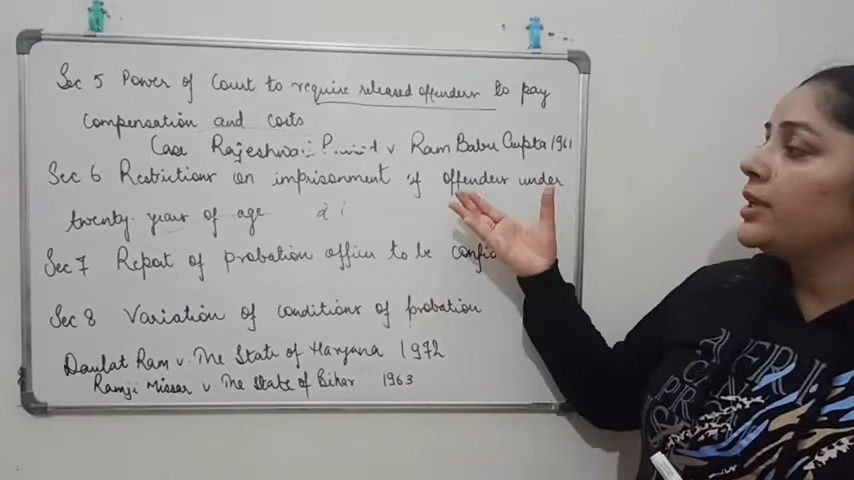 Sec 5 Power of Court to require released offenders to pay
compensation and costs
Case Rajeshwari v. Ram Babu Gupta 1961
Sec 6 Restrictions on imprisonment of offenders under
twenty years of age
Sec 7 Report of probation officer to be
Sec 8 Variation of conditions of probation
Daulat Ram v. The State of Haryana 1972
Ramji Missar v The State of Bihar 1963